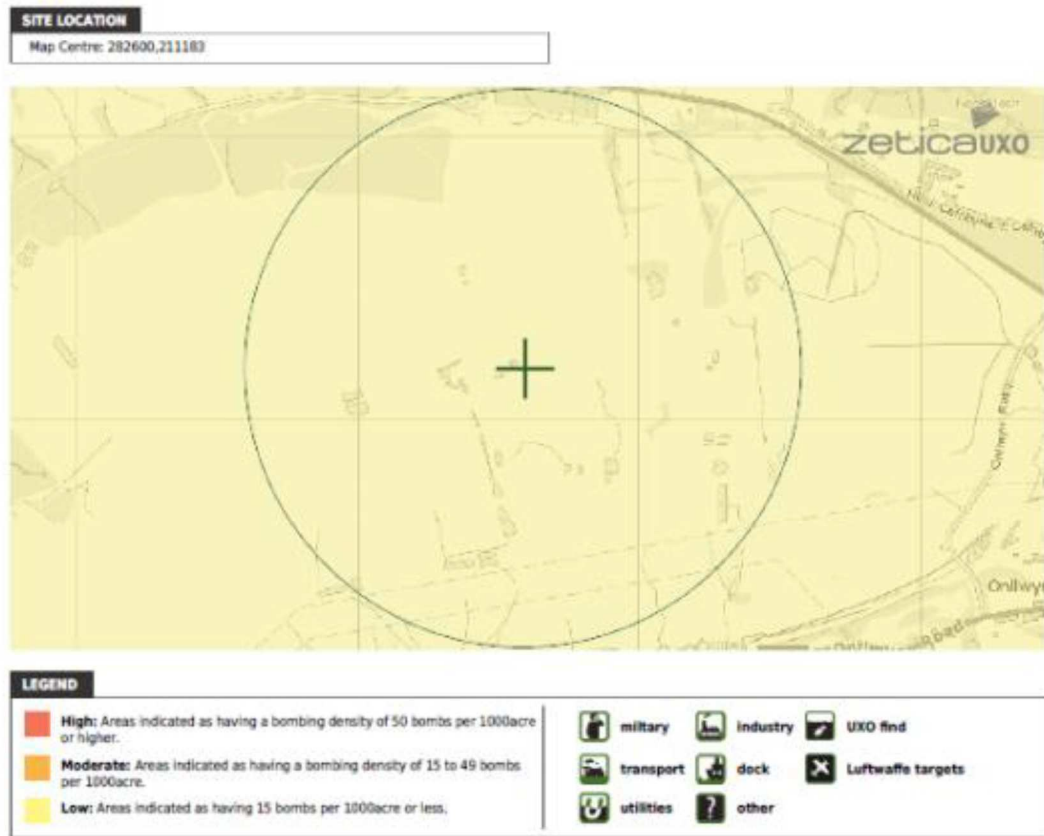 SITE LOCATION
Map Centre: 282600,211183
zeticauxo
Onllwyn Road
Onllwyn
LEGEND
High: Areas indicated as having a bombing density of 50 bombs per 1000acre
or higher.
Moderate: Areas indicated as having a bombing density of 15 to 49 bombs
per 1000acre.
Low: Areas indicated as having 15 bombs per 1000acre or less.
military
industry
UXO find
transport
dock
Luftwaffe targets
utilities
other